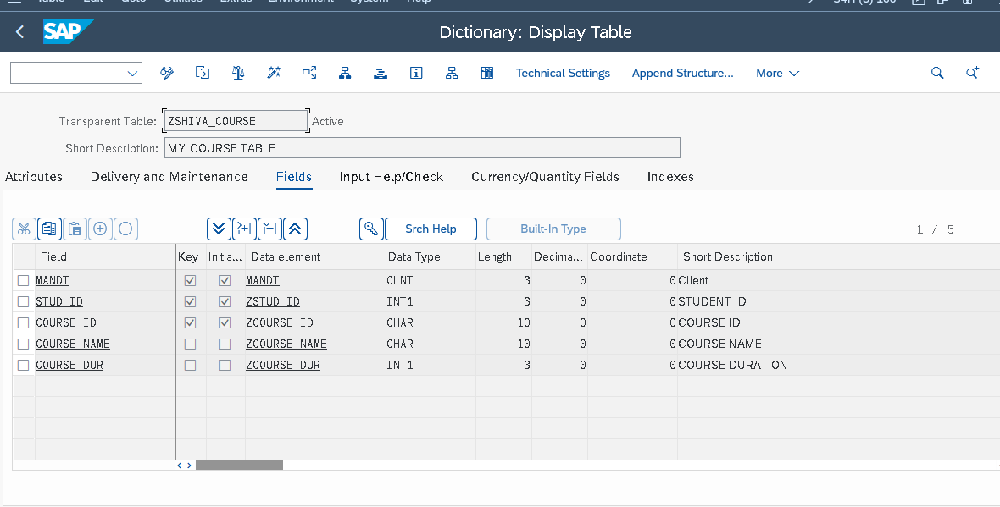 Table Edit Goto Utilities Extras Environment System Help S4H (3) 100
SAP Dictionary: Display Table
Technical Settings Append Structure... More
Transparent Table: ZSHIVA_COURSE Active
Short Description: MY COURSE TABLE
Attributes Delivery and Maintenance Fields Input Help/Check Currency/Quantity Fields Indexes
Srch Help Built-In Type 1 / 5
Field Key Initia... Data element Data Type Length Decima... Coordinate Short Description
MANDT MANDT CLNT 3 0 0 Client
STUD_ID ZSTUD_ID INT1 3 0 0 STUDENT ID
COURSE_ID ZCOURSE_ID CHAR 10 0 0 COURSE ID
COURSE_NAME ZCOURSE_NAME CHAR 10 0 0 COURSE NAME
COURSE_DUR ZCOURSE_DUR INT1 3 0 0 COURSE DURATION